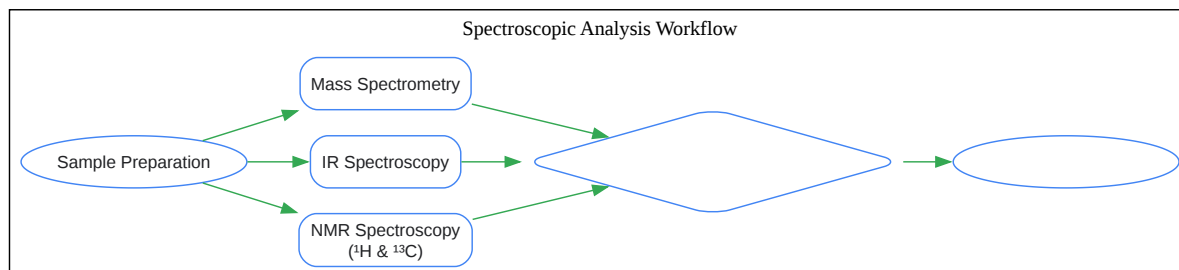 Spectroscopic Analysis Workflow
Mass Spectrometry
Sample Preparation
IR Spectroscopy
NMR Spectroscopy
(¹H & ¹³C)